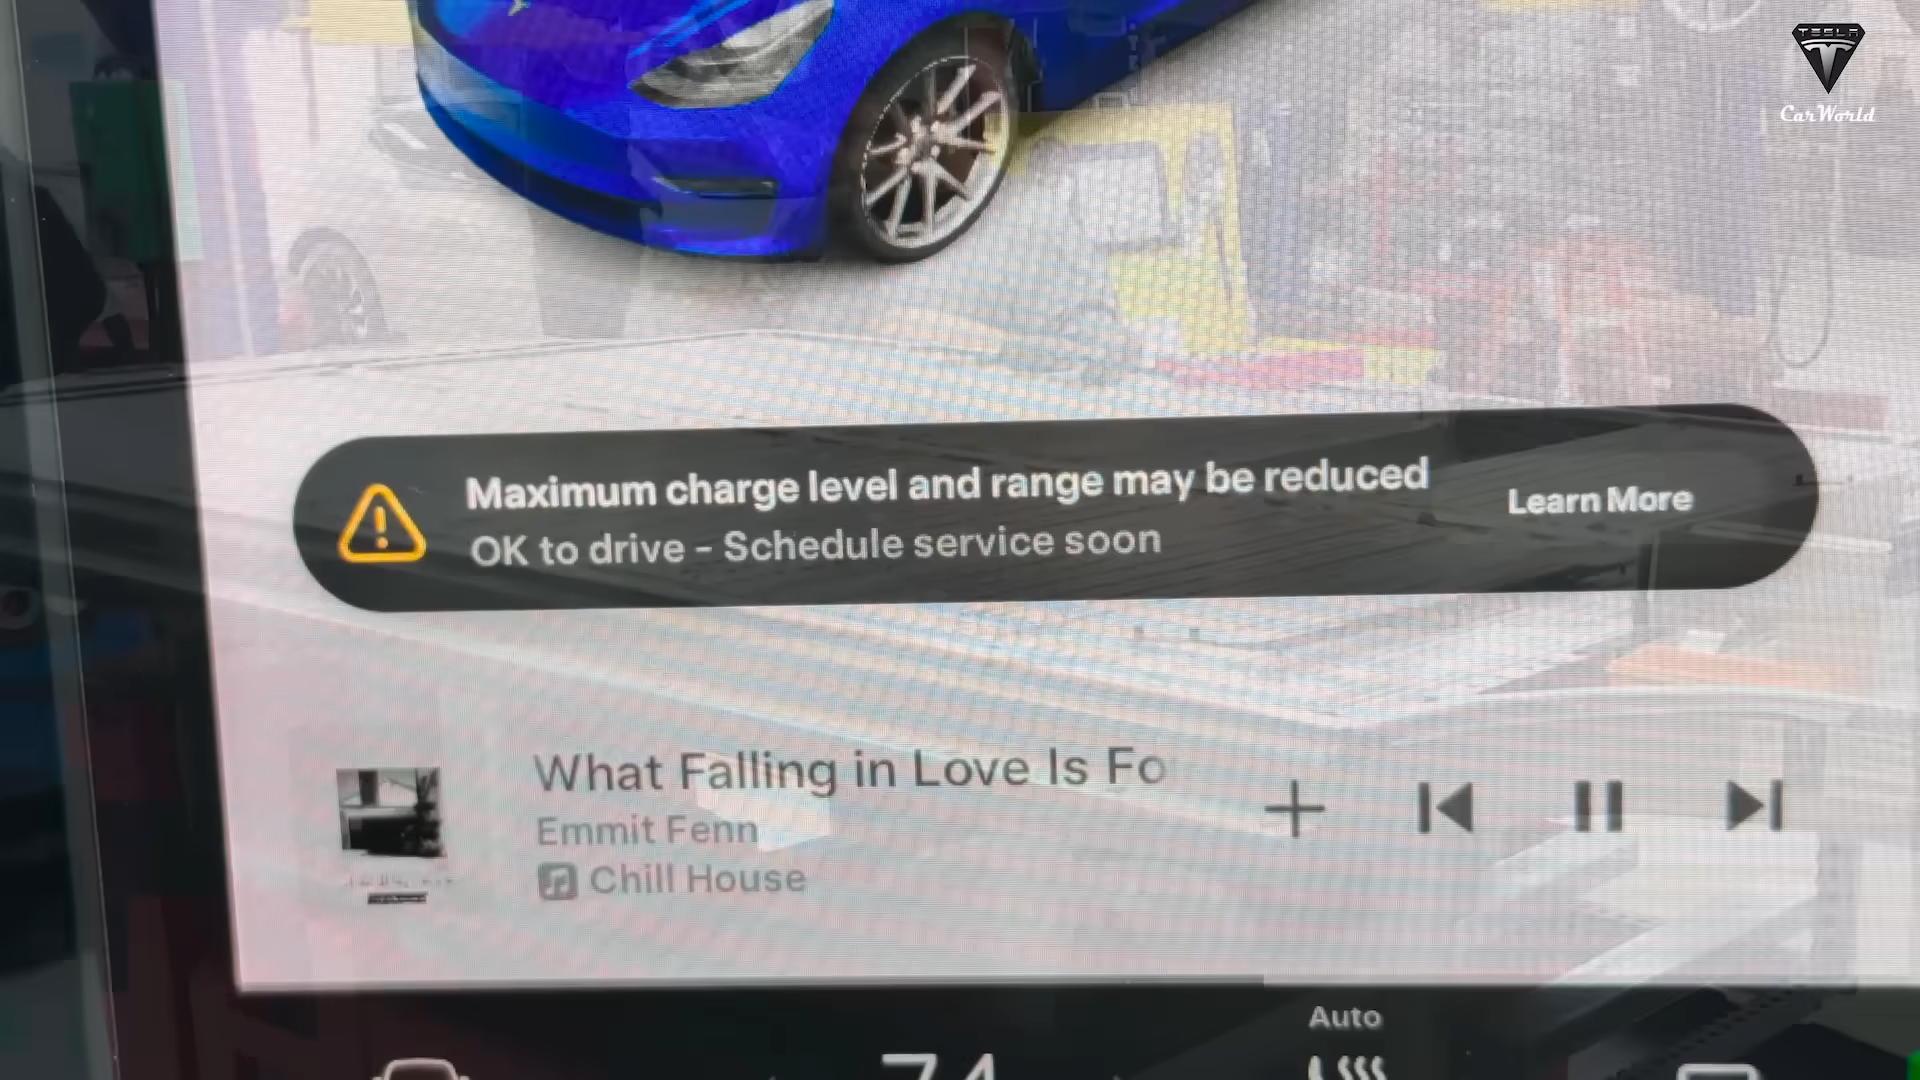 TESLA
CarWorld
Maximum charge level and range may be reduced
OK to drive - Schedule service soon
Learn More
What Falling in Love Is Fo
Emmit Fenn
Chill House
Auto
74